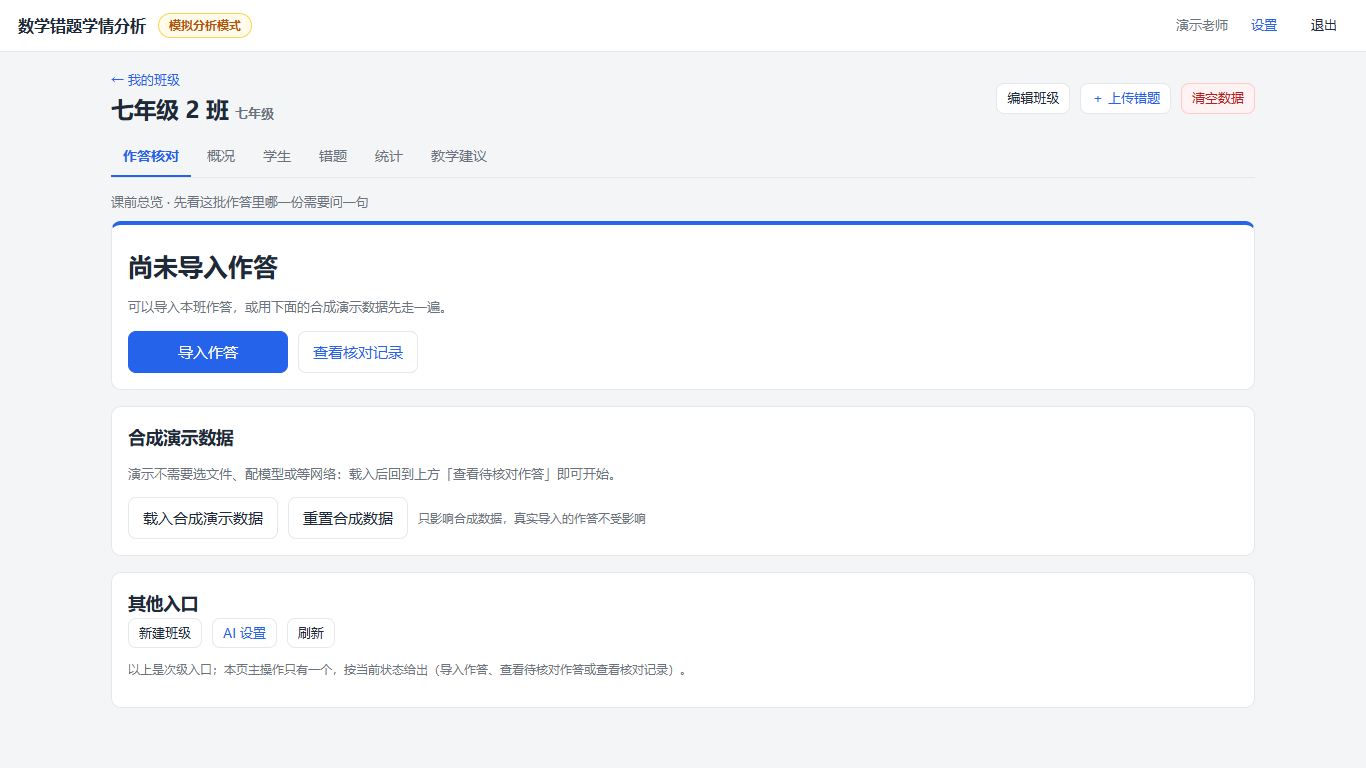 数学错题学情分析 模拟分析模式 演示老师 设置 退出
← 我的班级
七年级 2 班 七年级
编辑班级 + 上传错题 清空数据
作答核对 概况 学生 错题 统计 教学建议
课前总览 · 先看这批作答里哪一份需要问一句
尚未导入作答
可以导入本班作答，或用下面的合成演示数据先走一遍。
导入作答 查看核对记录
合成演示数据
演示不需要选文件、配模型或等网络：载入后回到上方「查看待核对作答」即可开始。
载入合成演示数据 重置合成数据 只影响合成数据，真实导入的作答不受影响
其他入口
新建班级 AI 设置 刷新
以上是次级入口；本页主操作只有一个，按当前状态给出（导入作答、查看待核对作答或查看核对记录）。